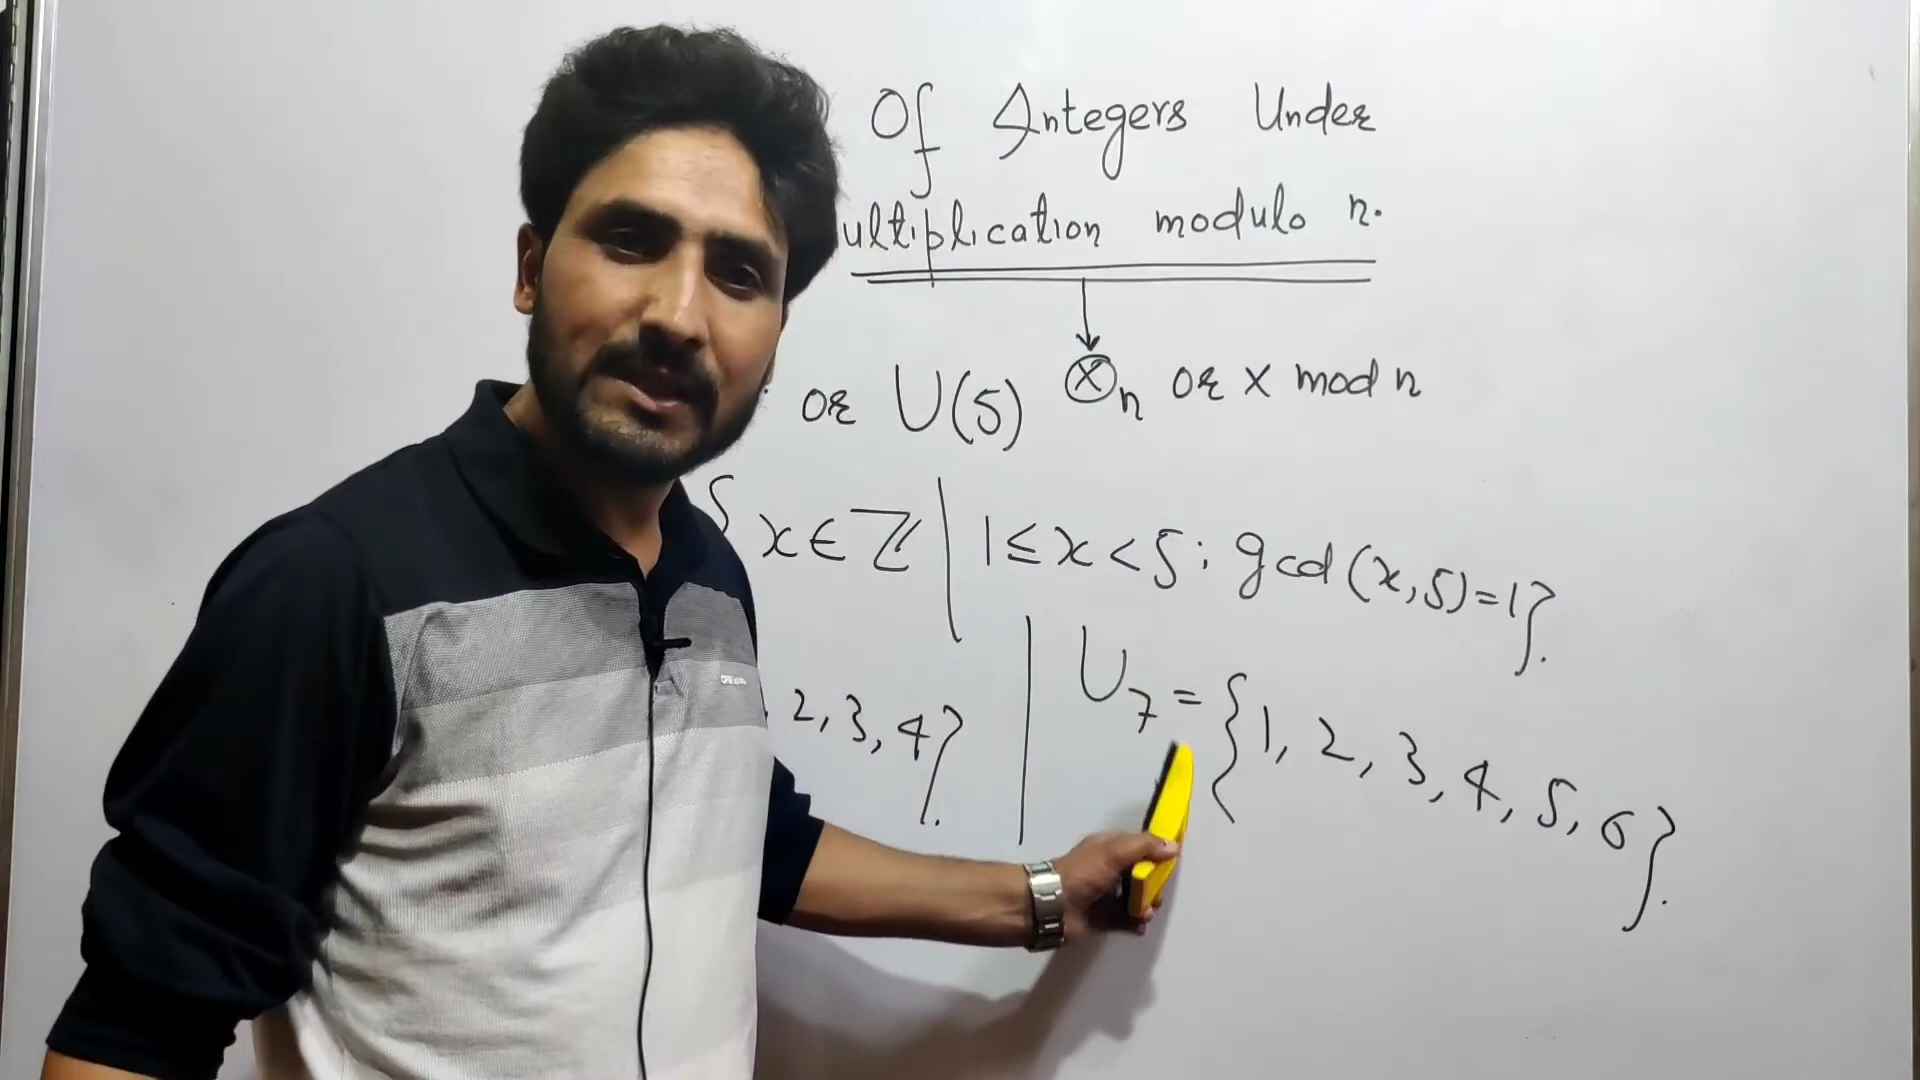 Of Integers Under
ultiplication modulo n.
or U(5) ⊗n or x mod n
{x ∈ ℤ | 1 ≤ x < 5; gcd(x,5)=1}.
, 2, 3, 4}.
U7 = {1, 2, 3, 4, 5, 6}.